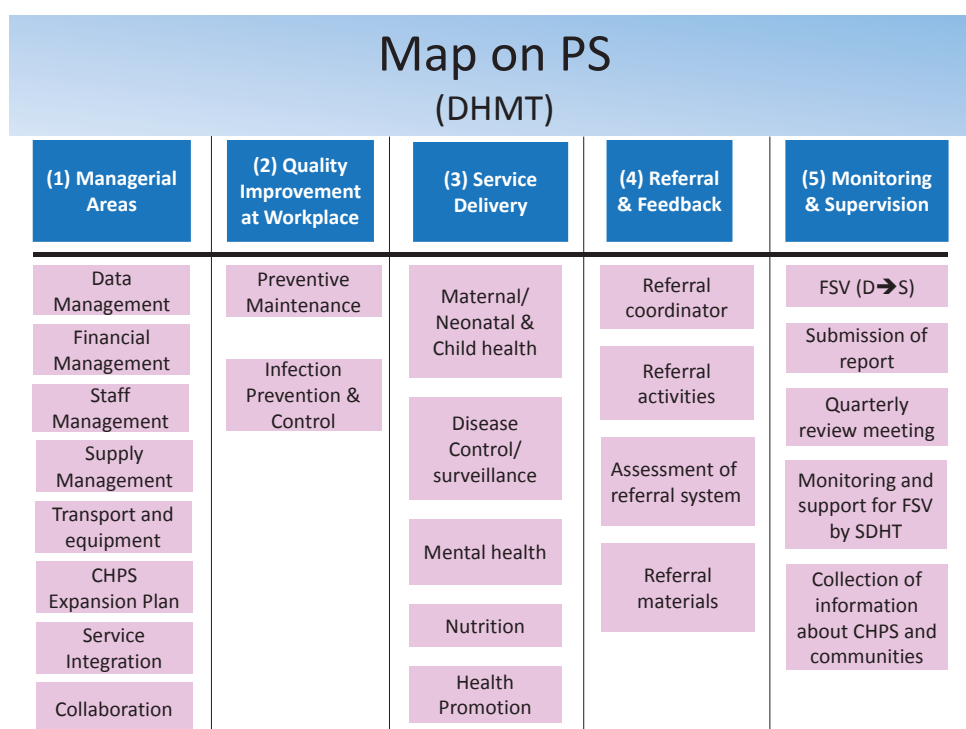 Map on PS
(DHMT)
(1) Managerial
Areas
(2) Quality
Improvement
at Workplace
(3) Service
Delivery
(4) Referral
& Feedback
(5) Monitoring
& Supervision
Data
Management
Financial
Management
Staff
Management
Supply
Management
Transport and
equipment
CHPS
Expansion Plan
Service
Integration
Collaboration
Preventive
Maintenance
Infection
Prevention &
Control
Maternal/
Neonatal &
Child health
Disease
Control/
surveillance
Mental health
Nutrition
Health
Promotion
Referral
coordinator
Referral
activities
Assessment of
referral system
Referral
materials
FSV (D➔S)
Submission of
report
Quarterly
review meeting
Monitoring and
support for FSV
by SDHT
Collection of
information
about CHPS and
communities